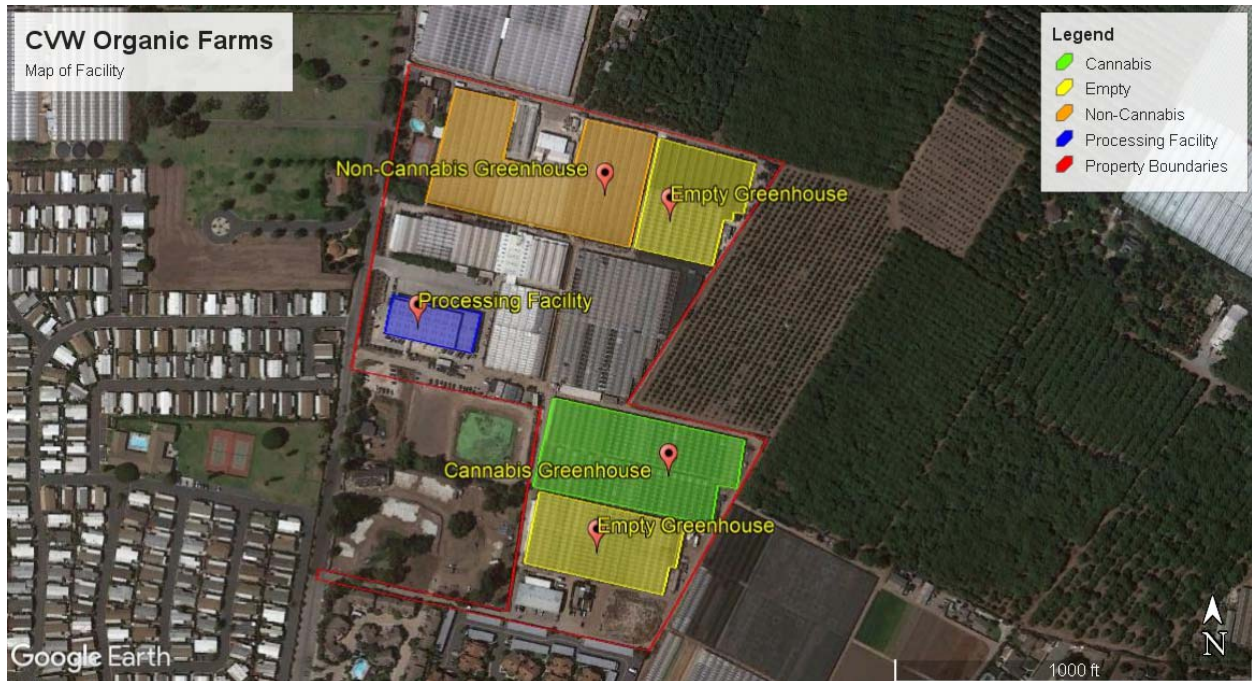 CVW Organic Farms
Map of Facility
Legend
Cannabis
Empty
Non-Cannabis
Processing Facility
Property Boundaries
Non-Cannabis Greenhouse
Empty Greenhouse
Processing Facility
Cannabis Greenhouse
Empty Greenhouse
Google Earth
N
1000 ft